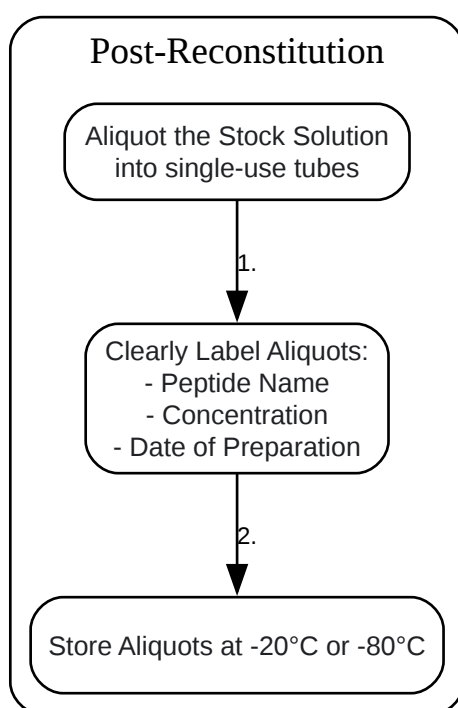 Post-Reconstitution
Aliquot the Stock Solution
into single-use tubes
1.
Clearly Label Aliquots:
- Peptide Name
- Concentration
- Date of Preparation
2.
Store Aliquots at -20°C or -80°C